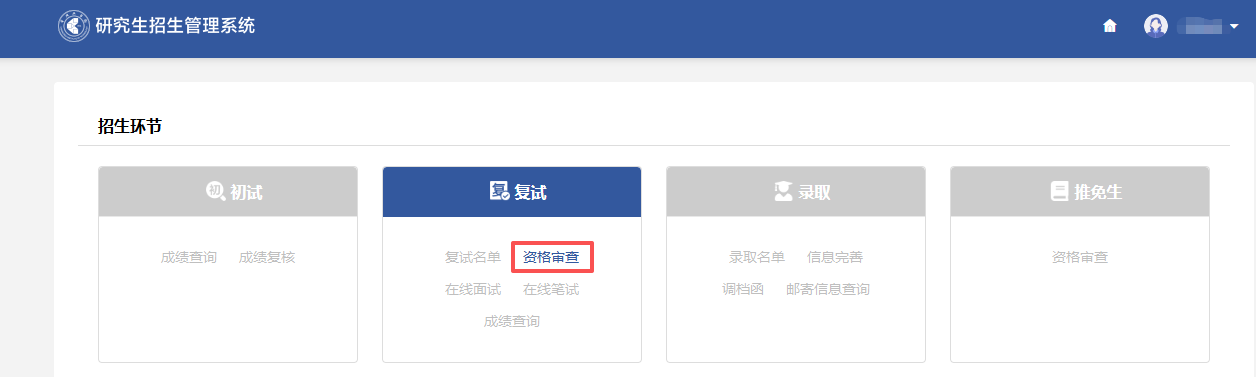 研究生招生管理系统
招生环节
初试
成绩查询 成绩复核
复试
复试名单 资格审查
在线面试 在线笔试
成绩查询
录取
录取名单 信息完善
调档函 邮寄信息查询
推免生
资格审查